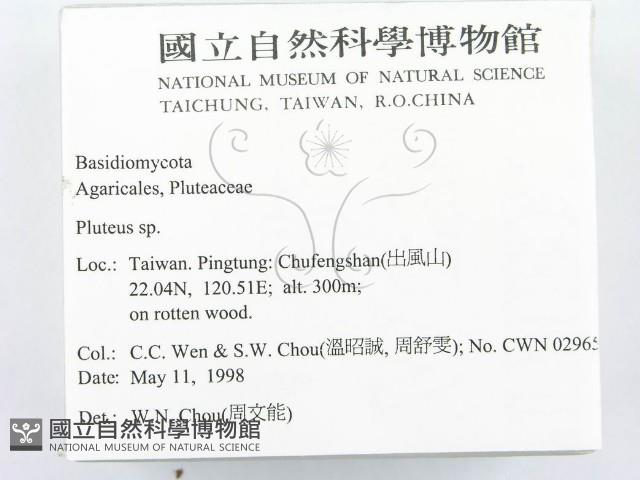 國立自然科學博物館
NATIONAL MUSEUM OF NATURAL SCIENCE
TAICHUNG, TAIWAN, R.O.CHINA
Basidiomycota
Agaricales, Pluteaceae
Pluteus sp.
Loc.: Taiwan. Pingtung: Chufengshan(出風山)
22.04N, 120.51E; alt. 300m;
on rotten wood.
Col.: C.C. Wen & S.W. Chou(溫昭誠, 周舒雯); No. CWN 02965
Date: May 11, 1998
Det.: W.N. Chou(周文能)
國立自然科學博物館
NATIONAL MUSEUM OF NATURAL SCIENCE